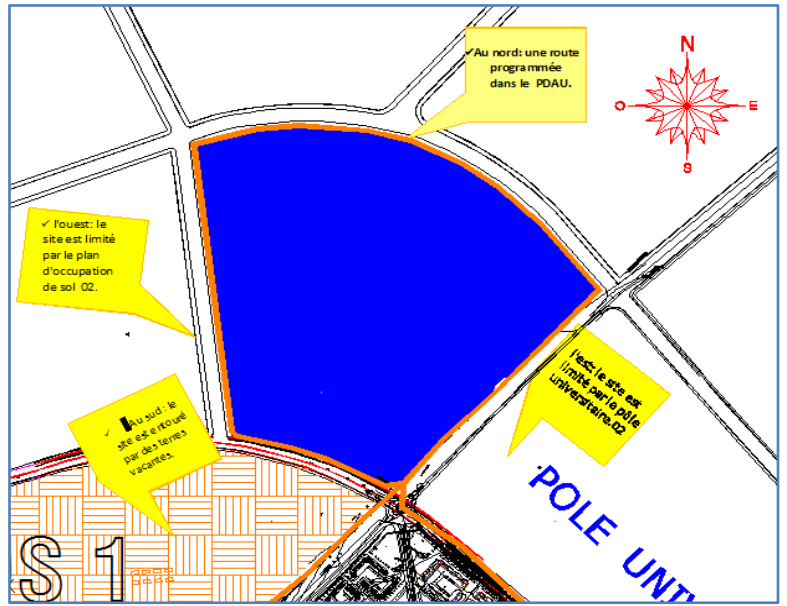 ✓Au nord: une route
programmée
dans le PDAU.
N
O
E
S
✓ l'ouest: le
site est limité
par le plan
d'occupation
de sol 02.
l'est: le site est
limité par le pôle
universitaire.02
✓ Au sud: le
site est entouré
par des terres
vacantes.
POLE UNI
S 1